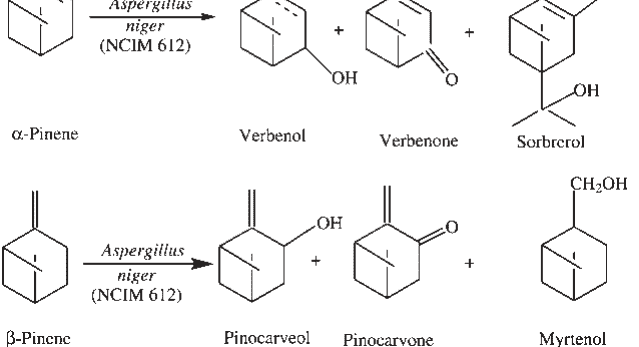 Aspergillus
niger
(NCIM 612)
+
+
OH
O
OH
α-Pinene
Verbenol
Verbenone
Sobrerol
CH₂OH
OH
O
Aspergillus
niger
(NCIM 612)
+
+
β-Pinene
Pinocarveol
Pinocarvone
Myrtenol